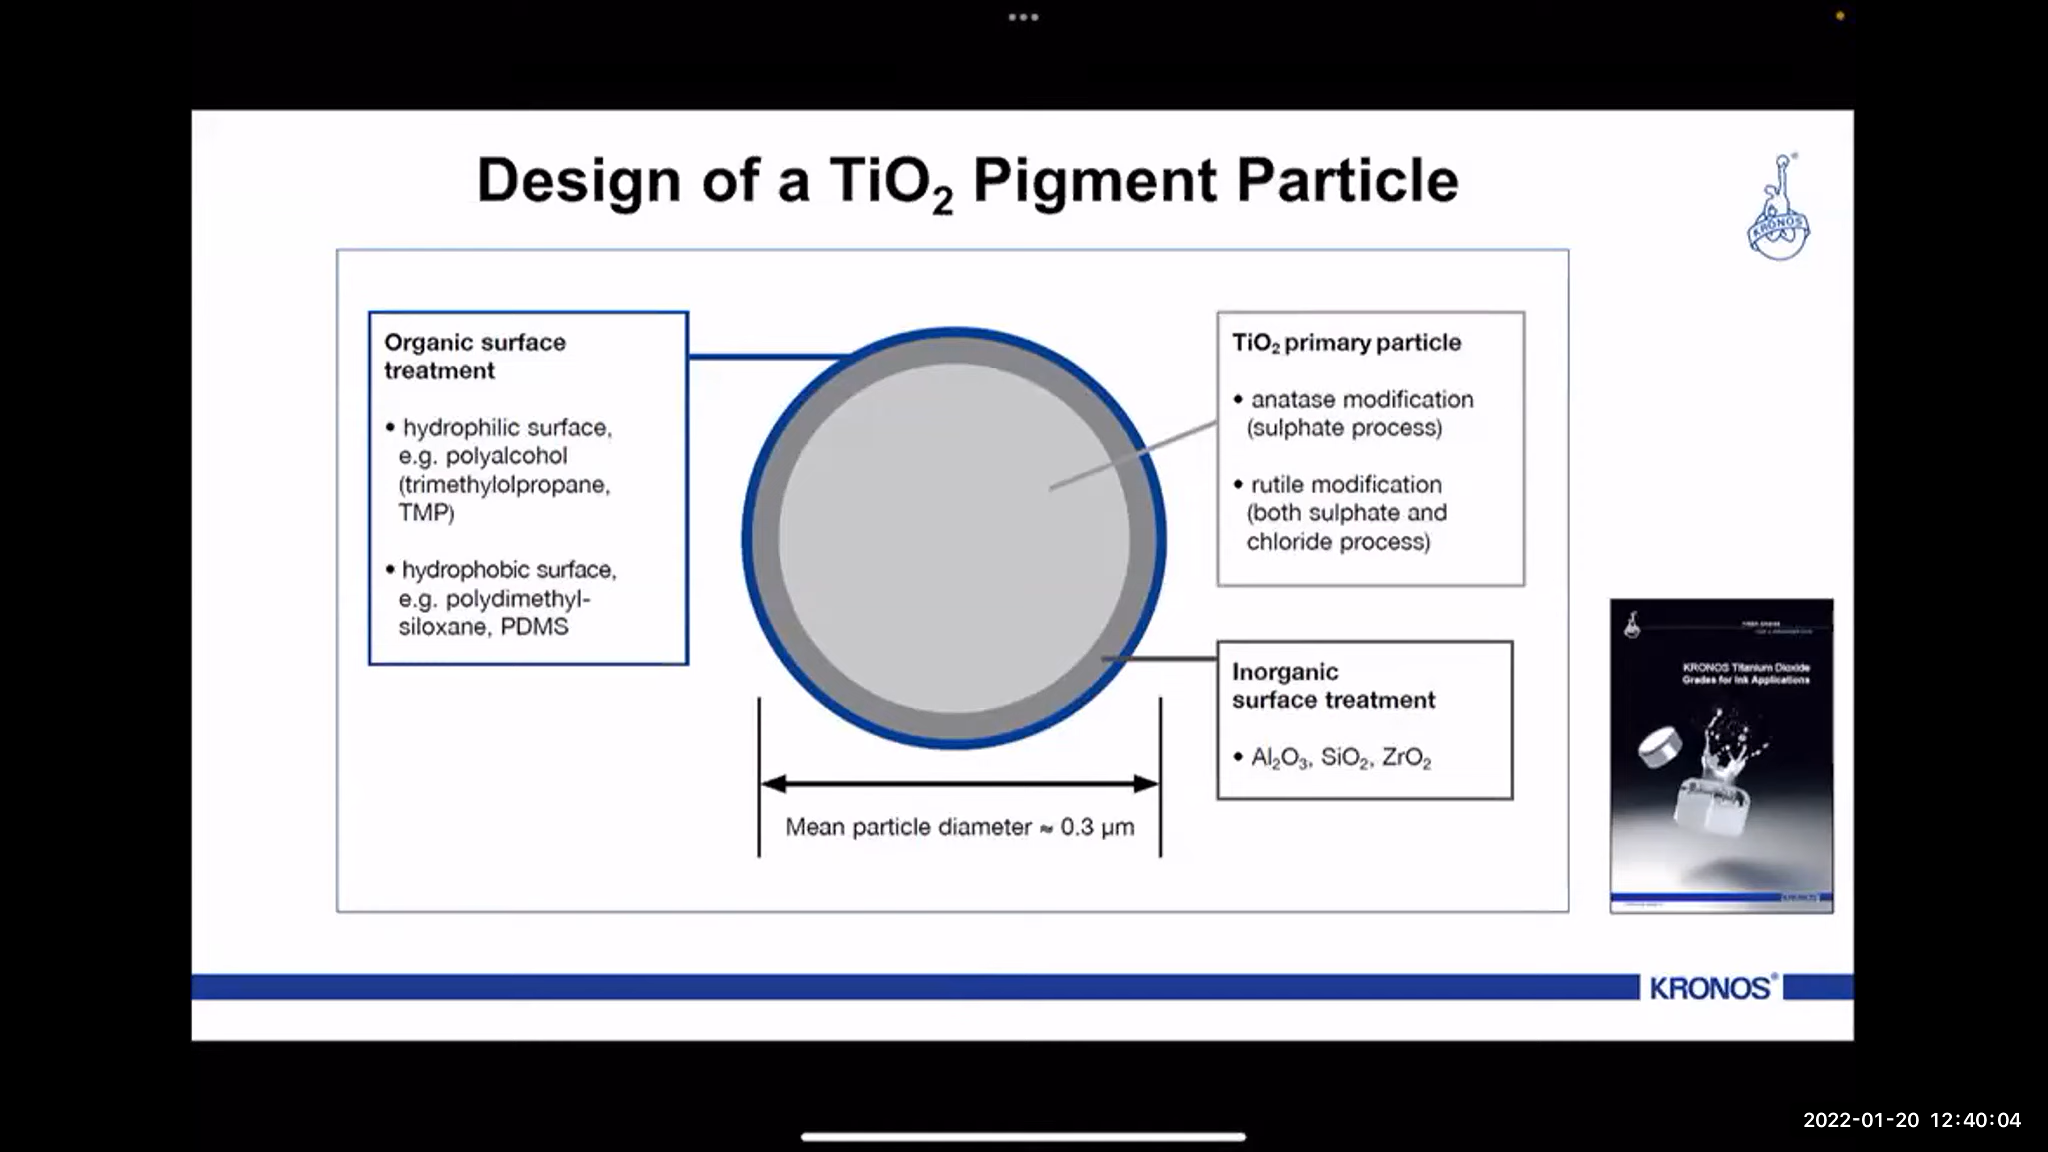 Design of a TiO₂ Pigment Particle
KRONOS
Organic surface
treatment
• hydrophilic surface,
e.g. polyalcohol
(trimethylolpropane,
TMP)
• hydrophobic surface,
e.g. polydimethyl-
siloxane, PDMS
TiO₂ primary particle
• anatase modification
(sulphate process)
• rutile modification
(both sulphate and
chloride process)
Inorganic
surface treatment
• Al₂O₃, SiO₂, ZrO₂
Mean particle diameter ≈ 0.3 µm
KRONOS Titanium Dioxide
Grades for Ink Applications
KRONOS
KRONOS®
2022-01-20 12:40:04